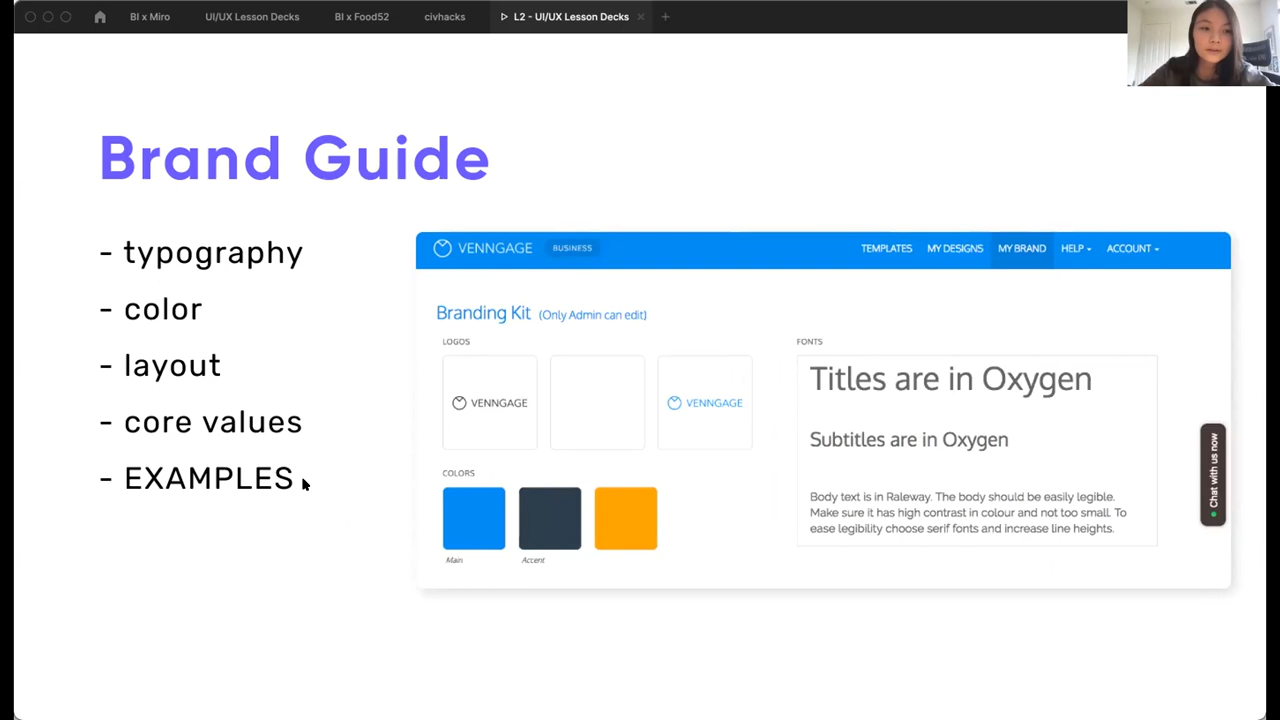 BI x Miro
UI/UX Lesson Decks
BI x Food52
civhacks
L2 - UI/UX Lesson Decks
Brand Guide
- typography
- color
- layout
- core values
- EXAMPLES
VENNGAGE BUSINESS
TEMPLATES MY DESIGNS MY BRAND HELP ACCOUNT
Branding Kit (Only Admin can edit)
LOGOS
VENNGAGE
VENNGAGE
COLORS
Main
Accent
FONTS
Titles are in Oxygen
Subtitles are in Oxygen
Body text is in Raleway. The body should be easily legible.
Make sure it has high contrast in colour and not too small. To
ease legibility choose serif fonts and increase line heights.
Chat with us now